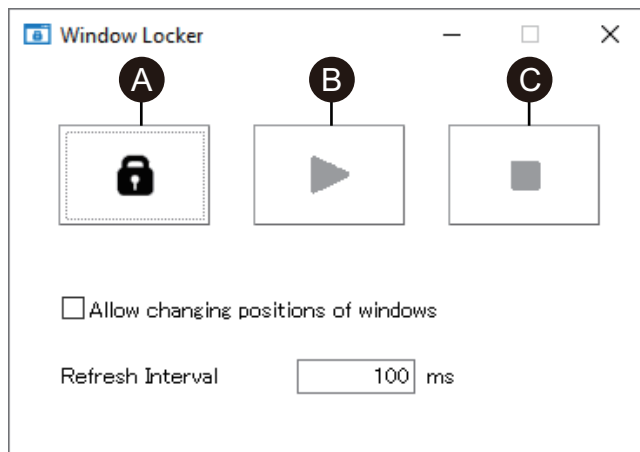 Window Locker
A B C
Allow changing positions of windows
Refresh Interval 100 ms